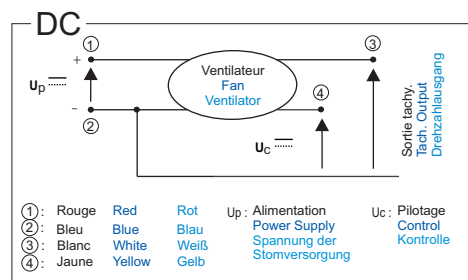 DC
① ③
+
Ventilateur
Fan
Ventilator
Up
④
-
②
Uc
Sortie tachy.
Tach. Output
Drehzahlausgang
①: Rouge Red Rot Up: Alimentation Uc: Pilotage
②: Bleu Blue Blau Power Supply Control
③: Blanc White Weiß Spannung der Kontrolle
④: Jaune Yellow Gelb Stomversorgung